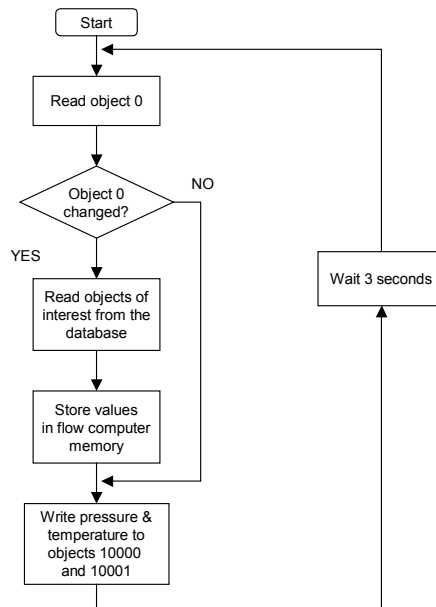 Start
Read object 0
Object 0
changed?
NO
YES
Read objects of
interest from the
database
Wait 3 seconds
Store values
in flow computer
memory
Write pressure &
temperature to
objects 10000
and 10001